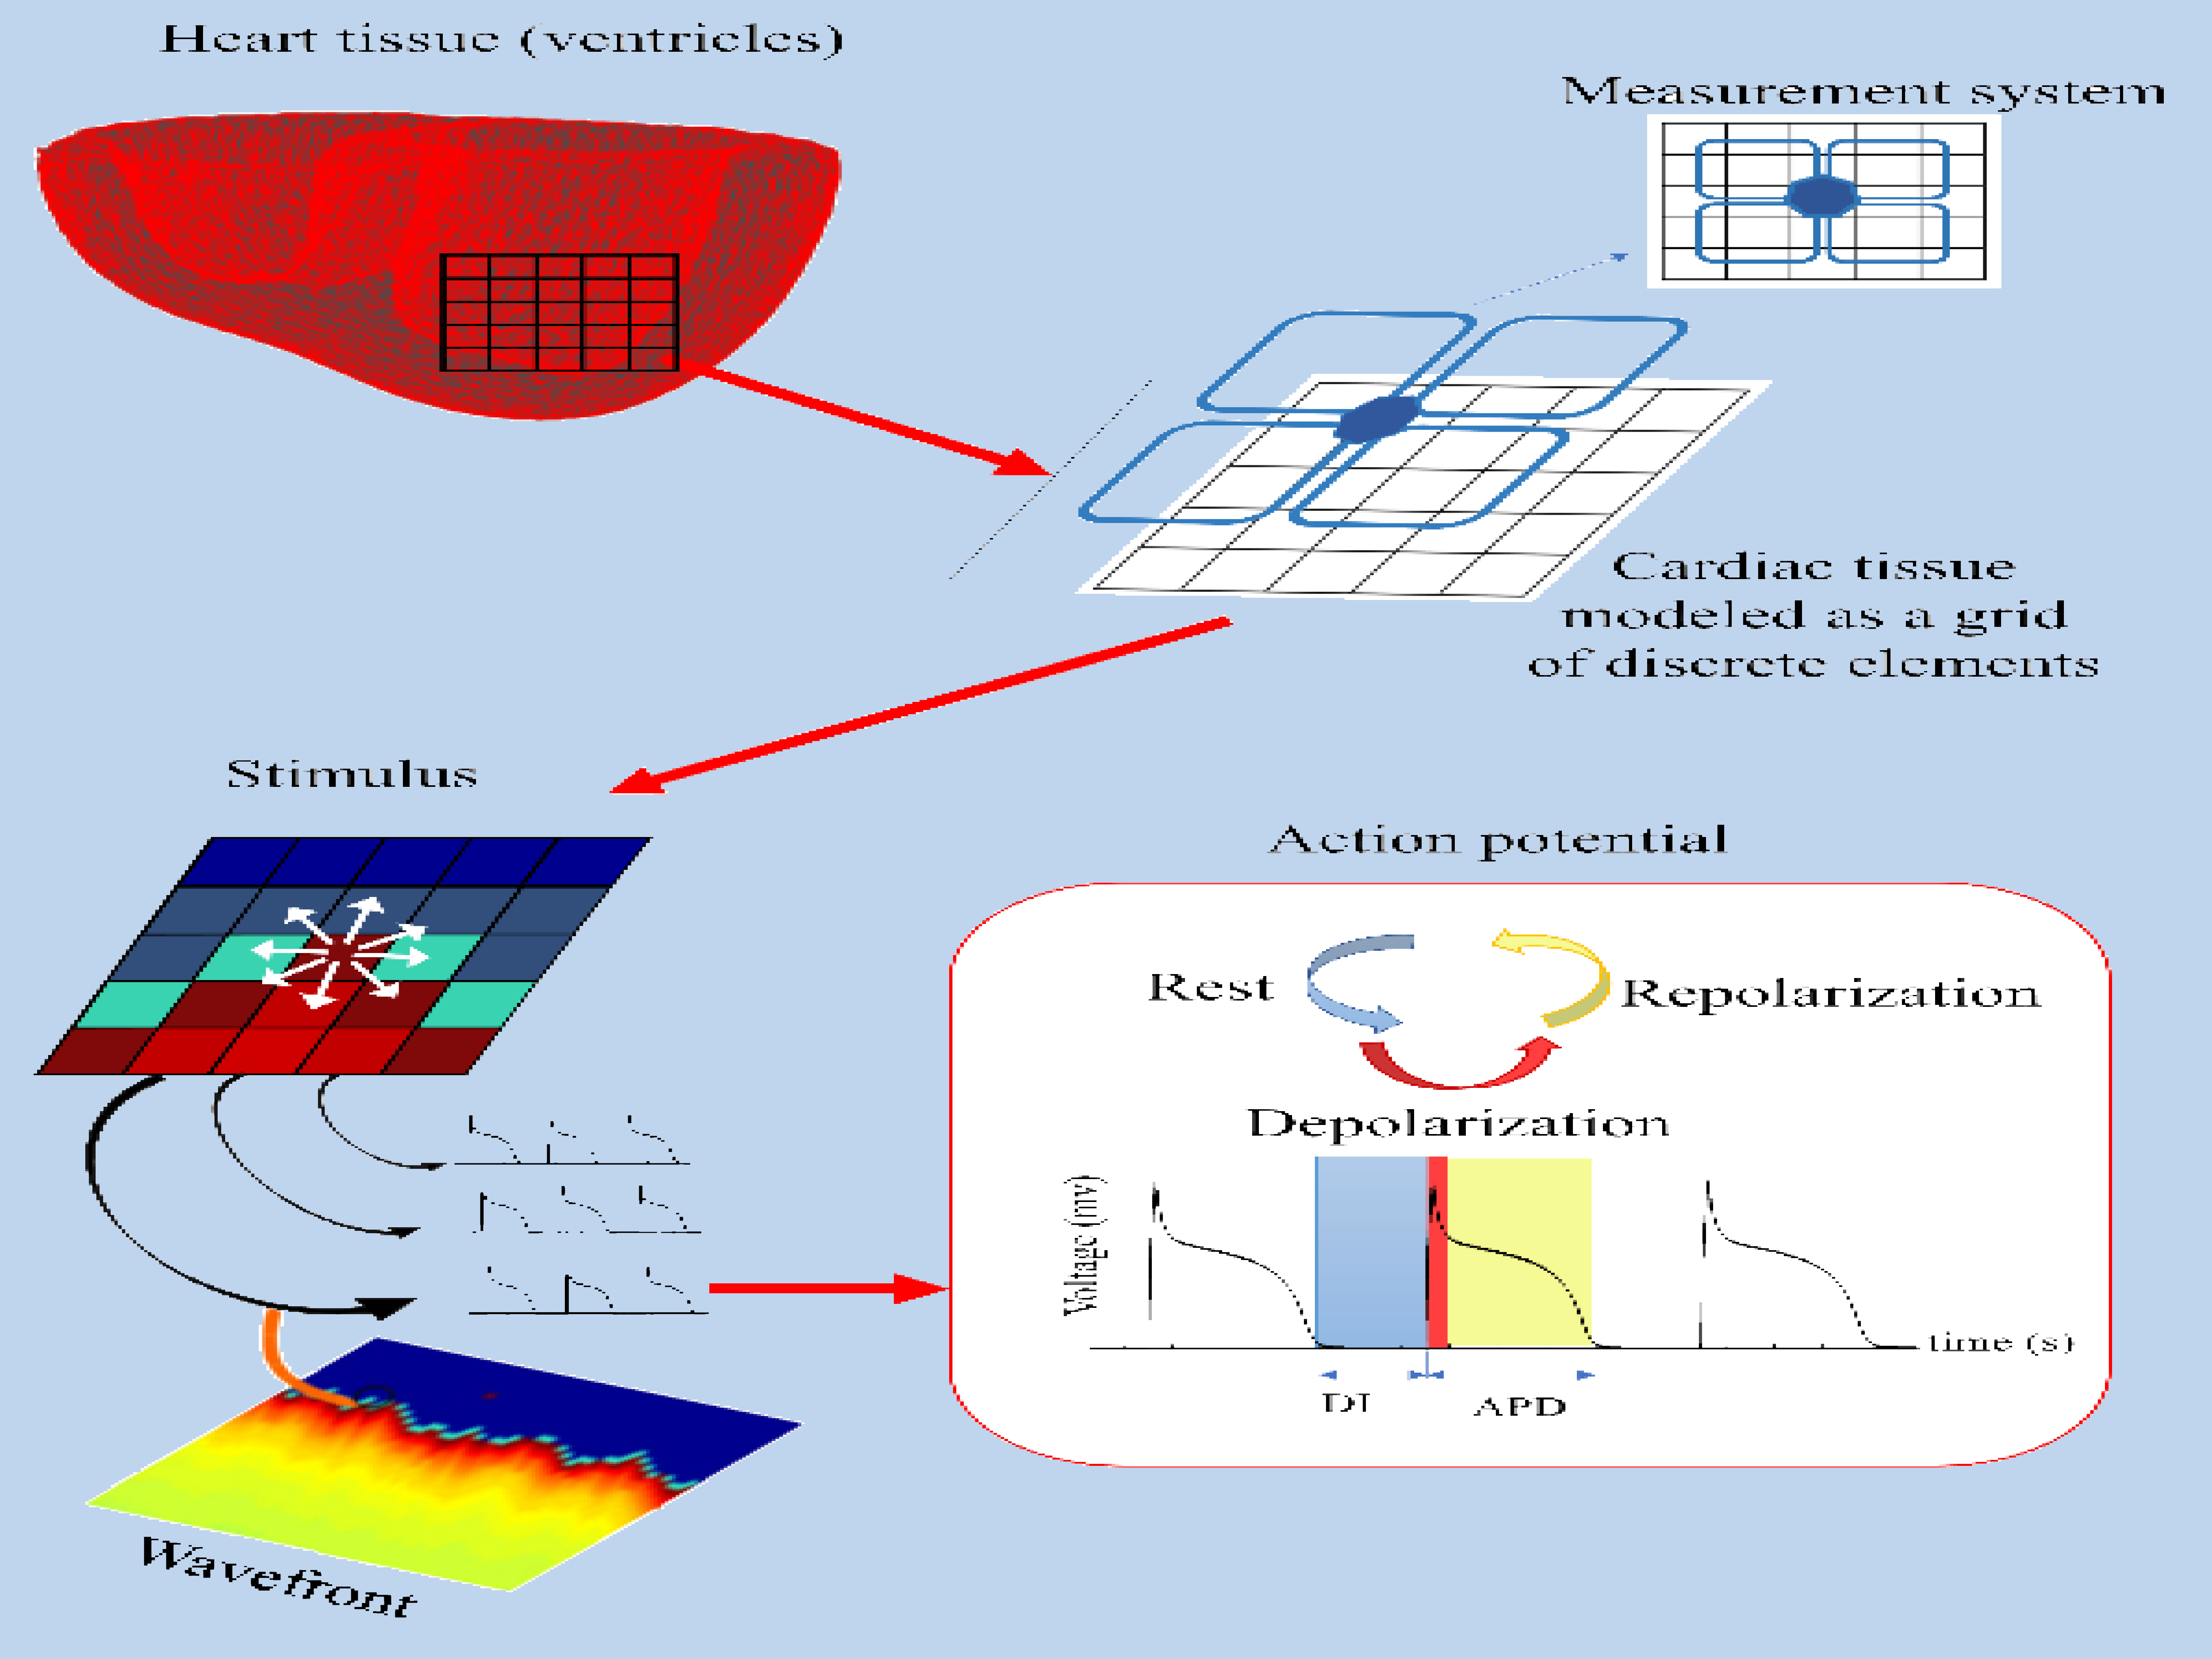 Heart tissue (ventricles)
Measurement system
Cardiac tissue
modeled as a grid
of discrete elements
Stimulus
Action potential
Rest
Repolarization
Depolarization
Voltage (mv)
time (s)
DI
APD
Wavefront